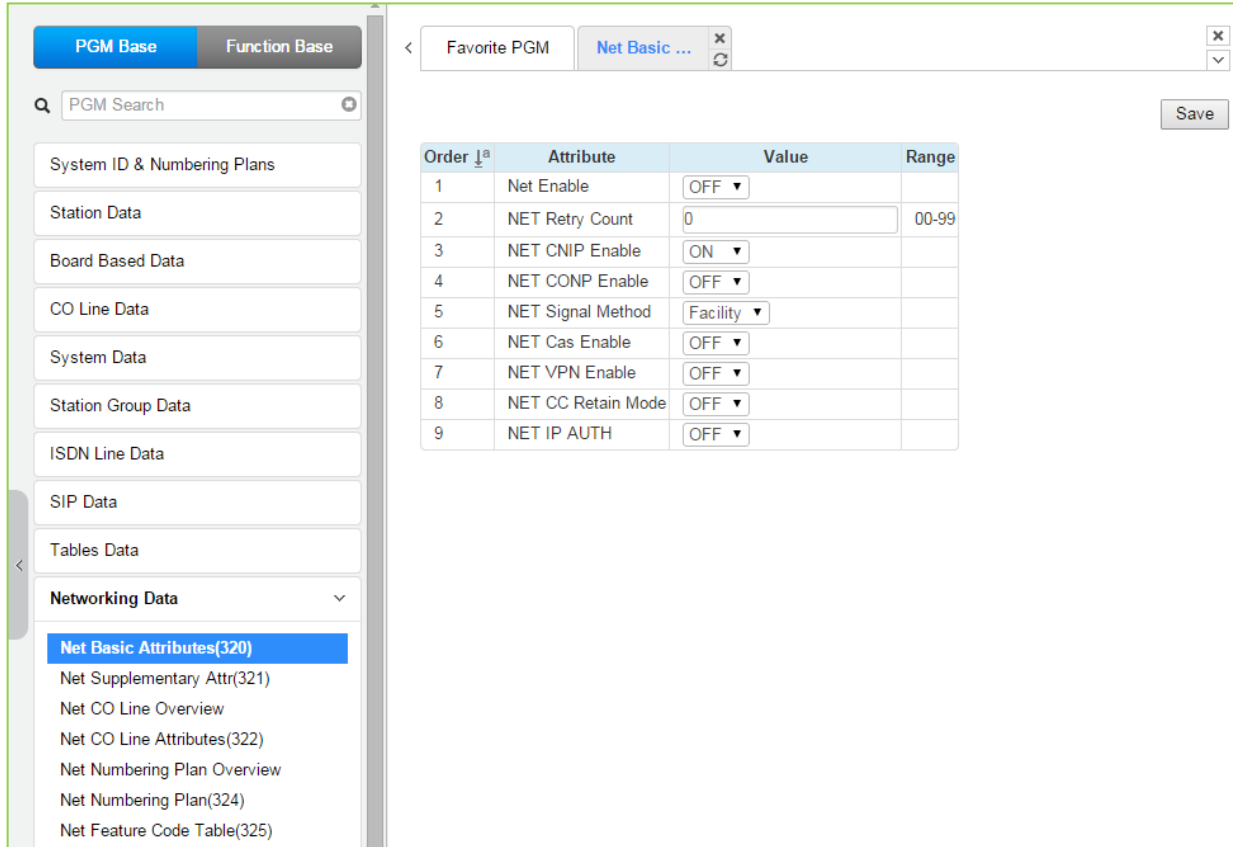 PGM Base Function Base
PGM Search
System ID & Numbering Plans
Station Data
Board Based Data
CO Line Data
System Data
Station Group Data
ISDN Line Data
SIP Data
Tables Data
Networking Data
Net Basic Attributes(320)
Net Supplementary Attr(321)
Net CO Line Overview
Net CO Line Attributes(322)
Net Numbering Plan Overview
Net Numbering Plan(324)
Net Feature Code Table(325)
Favorite PGM Net Basic ...
Save
Order Attribute Value Range
1 Net Enable OFF
2 NET Retry Count 0 00-99
3 NET CNIP Enable ON
4 NET CONP Enable OFF
5 NET Signal Method Facility
6 NET Cas Enable OFF
7 NET VPN Enable OFF
8 NET CC Retain Mode OFF
9 NET IP AUTH OFF